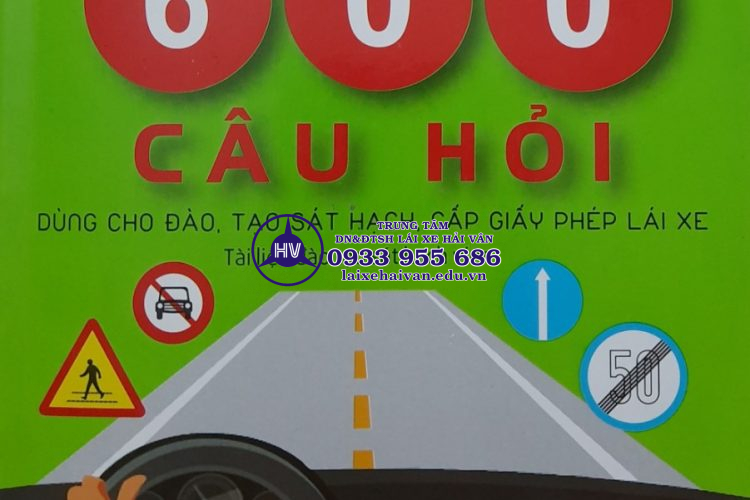 600
CÂU HỎI
DÙNG CHO ĐÀO, TẠO SÁT HẠCH, CẤP GIẤY PHÉP LÁI XE
TRUNG TÂM
DN&ĐTSH LÁI XE HẢI VÂN
HV
0933 955 686
laixehaivan.edu.vn
Tài
50